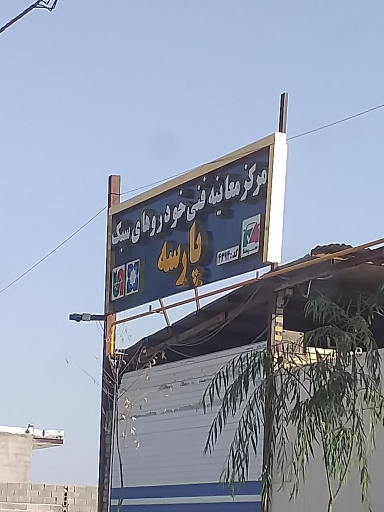 مرکز معاینه فنی خودروهای سبک
پارسه